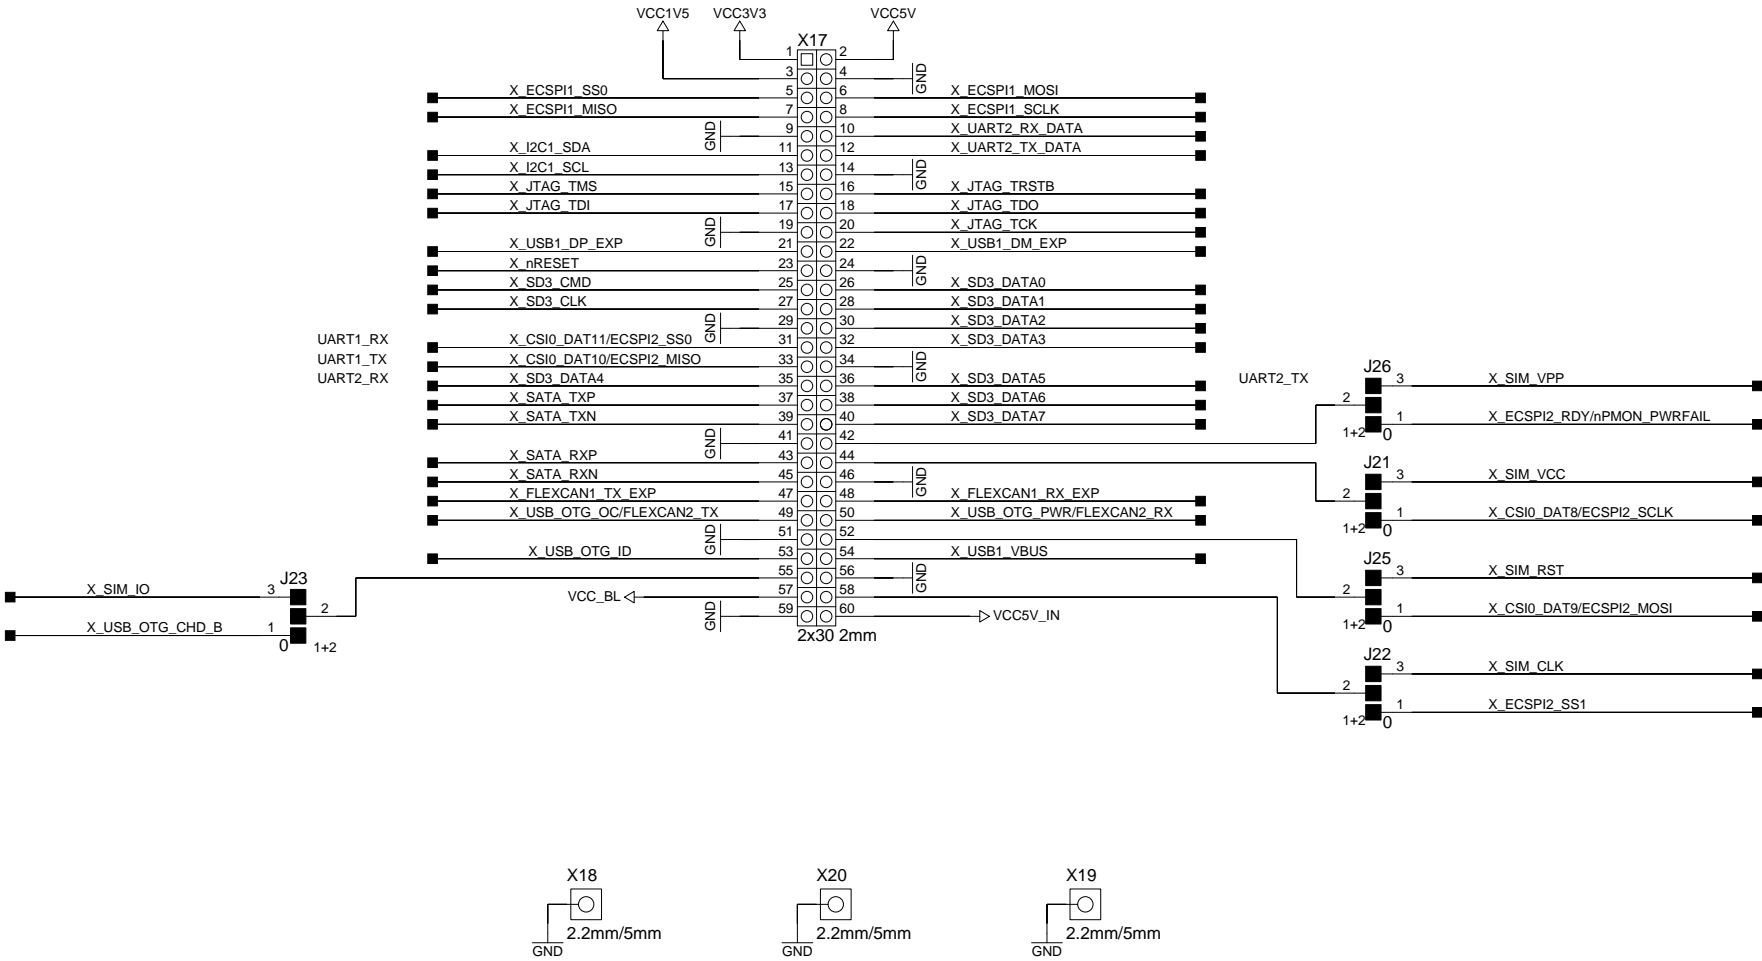 VCC1V5 VCC3V3 VCC5V
X17
1 2
3 4 GND
X_ECSPI1_SS0 5 6 X_ECSPI1_MOSI
X_ECSPI1_MISO 7 8 X_ECSPI1_SCLK
GND 9 10 X_UART2_RX_DATA
X_I2C1_SDA 11 12 X_UART2_TX_DATA
X_I2C1_SCL 13 14 GND
X_JTAG_TMS 15 16 X_JTAG_TRSTB
X_JTAG_TDI 17 18 X_JTAG_TDO
GND 19 20 X_JTAG_TCK
X_USB1_DP_EXP 21 22 X_USB1_DM_EXP
X_nRESET 23 24 GND
X_SD3_CMD 25 26 X_SD3_DATA0
X_SD3_CLK 27 28 X_SD3_DATA1
GND 29 30 X_SD3_DATA2
UART1_RX X_CSI0_DAT11/ECSPI2_SS0 31 32 X_SD3_DATA3
UART1_TX X_CSI0_DAT10/ECSPI2_MISO 33 34 GND
UART2_RX X_SD3_DATA4 35 36 X_SD3_DATA5 UART2_TX
X_SATA_TXP 37 38 X_SD3_DATA6
X_SATA_TXN 39 40 X_SD3_DATA7
GND 41 42
X_SATA_RXP 43 44
X_SATA_RXN 45 46 GND
X_FLEXCAN1_TX_EXP 47 48 X_FLEXCAN1_RX_EXP
X_USB_OTG_OC/FLEXCAN2_TX 49 50 X_USB_OTG_PWR/FLEXCAN2_RX
GND 51 52
X_USB_OTG_ID 53 54 X_USB1_VBUS
55 56 GND
VCC_BL 57 58
GND 59 60 VCC5V_IN
2x30 2mm
J23
X_SIM_IO 3
2
X_USB_OTG_CHD_B 1
0 1+2
J26
3 X_SIM_VPP
2
1 X_ECSPI2_RDY/nPMON_PWRFAIL
1+2 0
J21
3 X_SIM_VCC
2
1 X_CSI0_DAT8/ECSPI2_SCLK
1+2 0
J25
3 X_SIM_RST
2
1 X_CSI0_DAT9/ECSPI2_MOSI
1+2 0
J22
3 X_SIM_CLK
2
1 X_ECSPI2_SS1
1+2 0
X18 X20 X19
2.2mm/5mm 2.2mm/5mm 2.2mm/5mm
GND GND GND